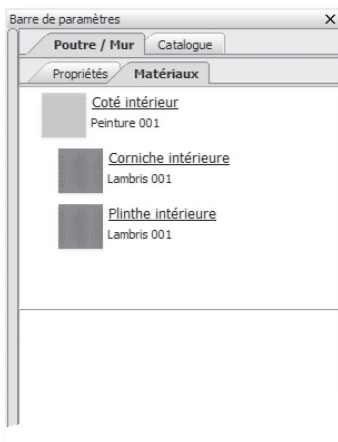 Barre de paramètres X
Poutre / Mur Catalogue
Propriétés Matériaux
Coté intérieur
Peinture 001
Corniche intérieure
Lambris 001
Plinthe intérieure
Lambris 001